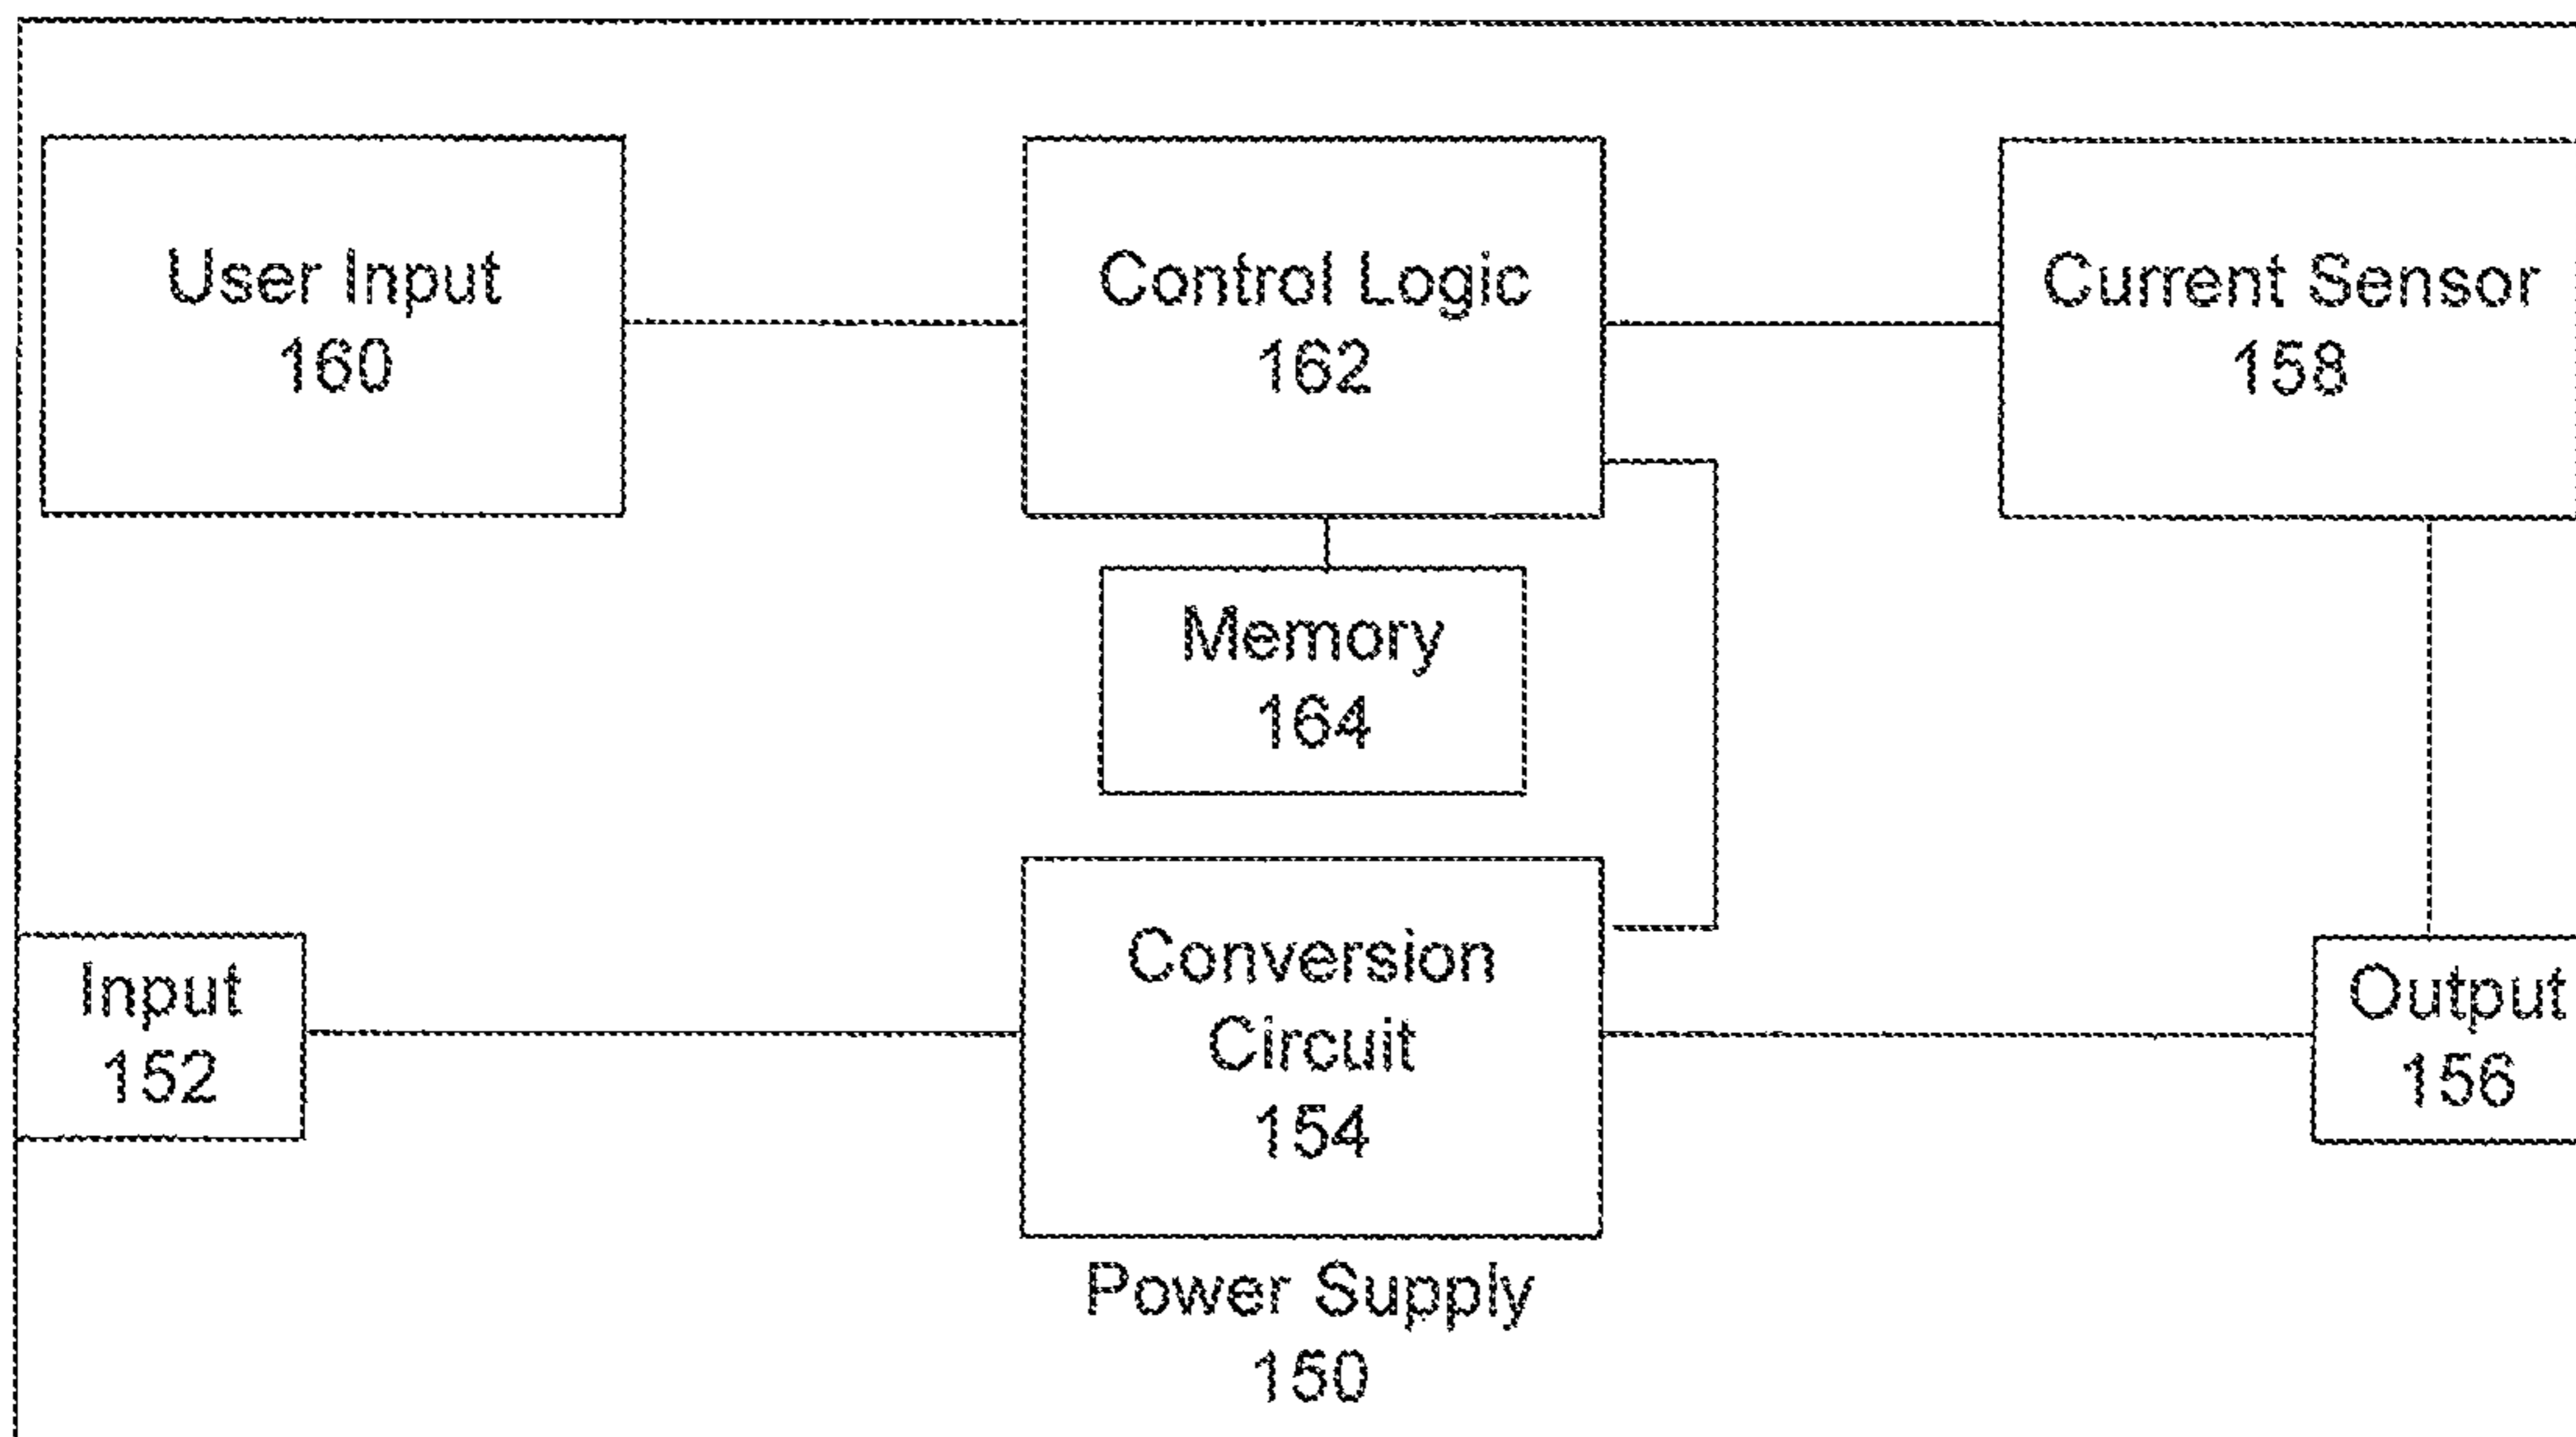 User Input
160
Control Logic
162
Current Sensor
158
Memory
164
Input
152
Conversion
Circuit
154
Output
156
Power Supply
150